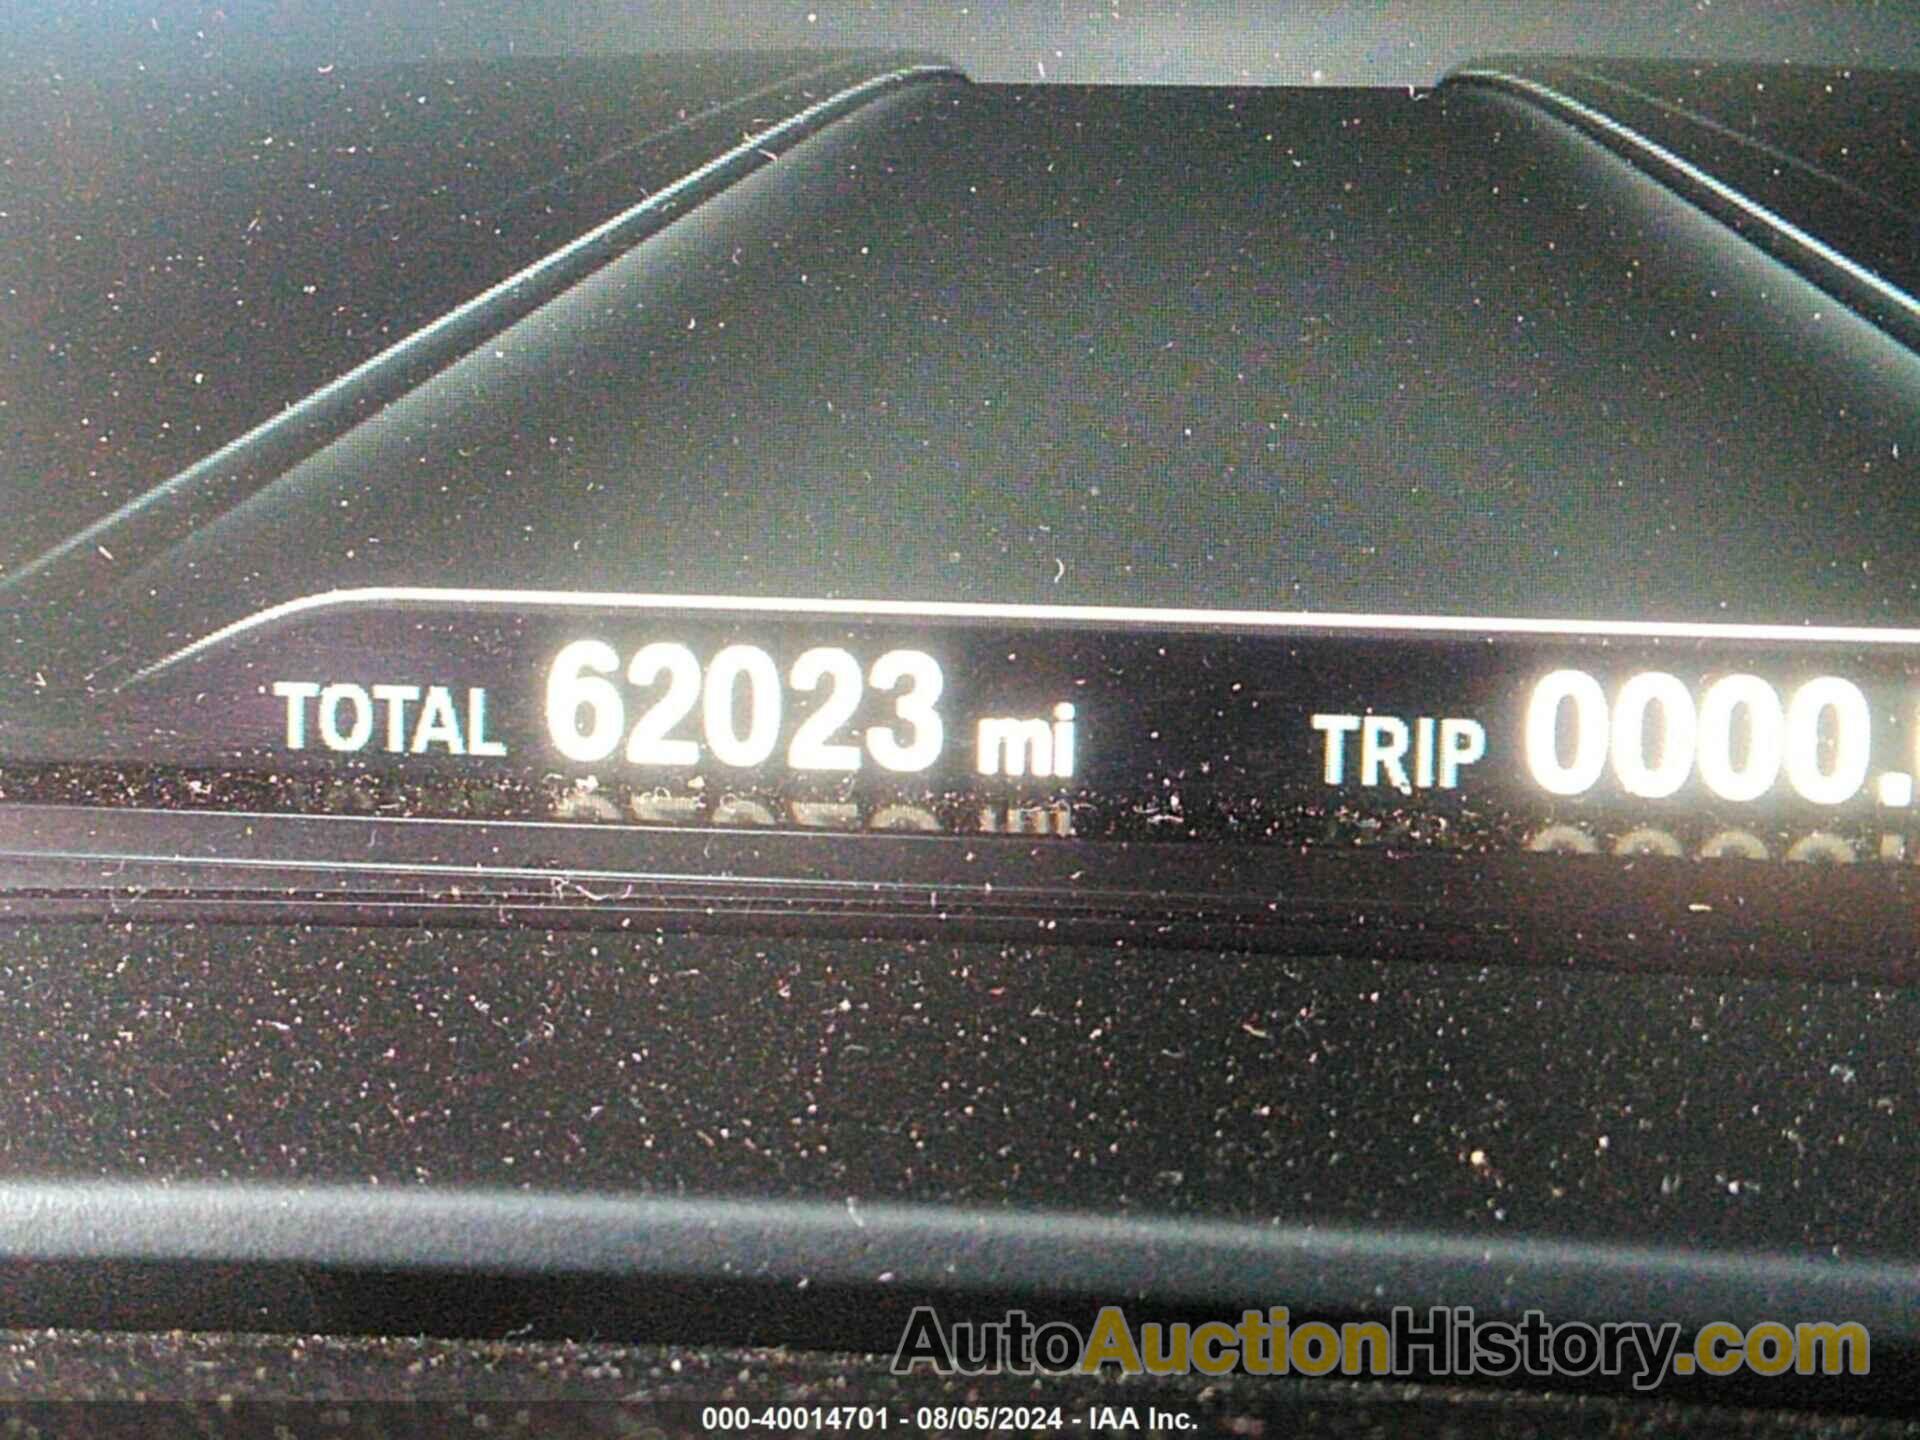 TOTAL 62023 mi TRIP 0000.
AutoAuctionHistory.com
000-40014701 - 08/05/2024 - IAA Inc.